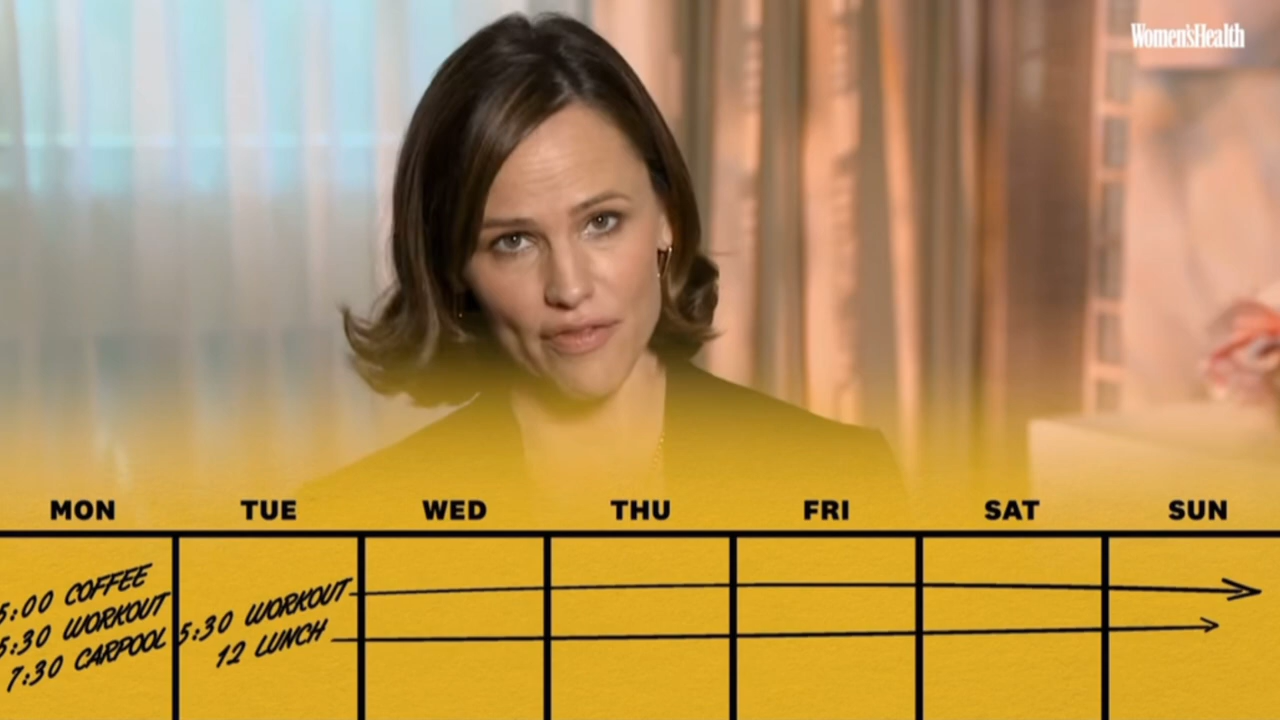 Women'sHealth
MON TUE WED THU FRI SAT SUN
5:00 COFFEE
5:30 WORKOUT
7:30 CARPOOL
5:30 WORKOUT
12 LUNCH